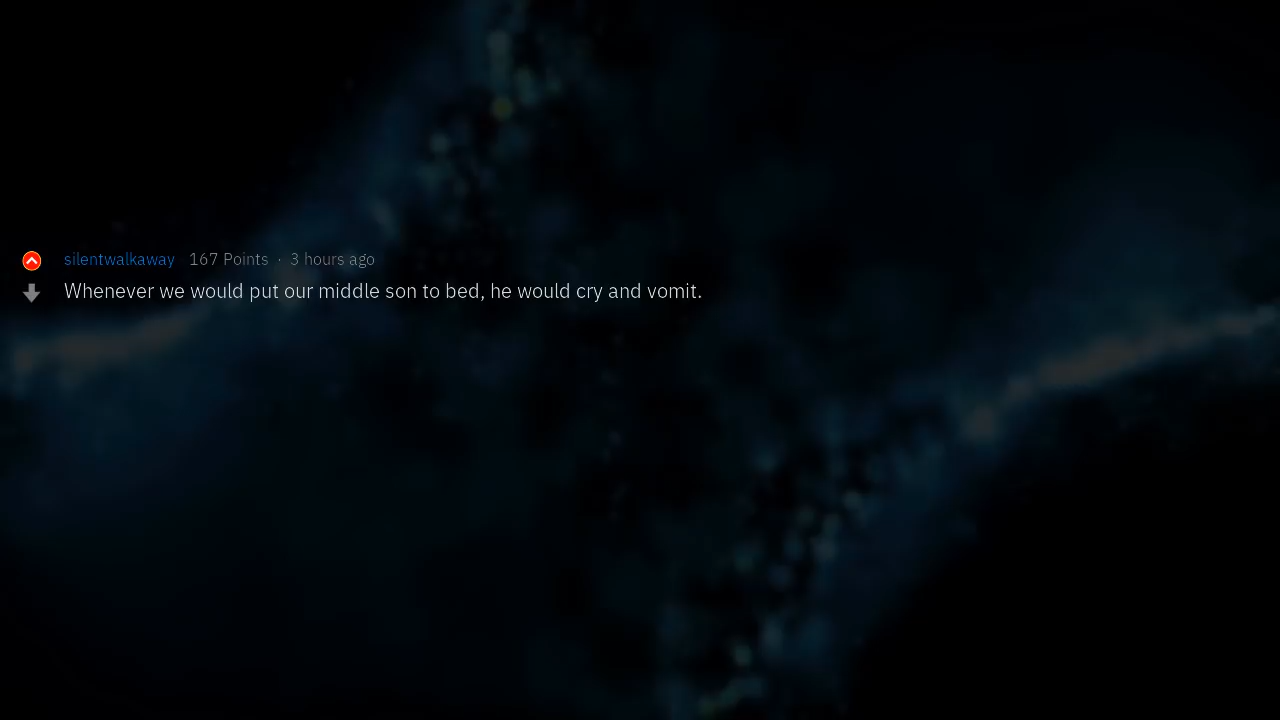 silentwalkaway 167 Points · 3 hours ago
Whenever we would put our middle son to bed, he would cry and vomit.